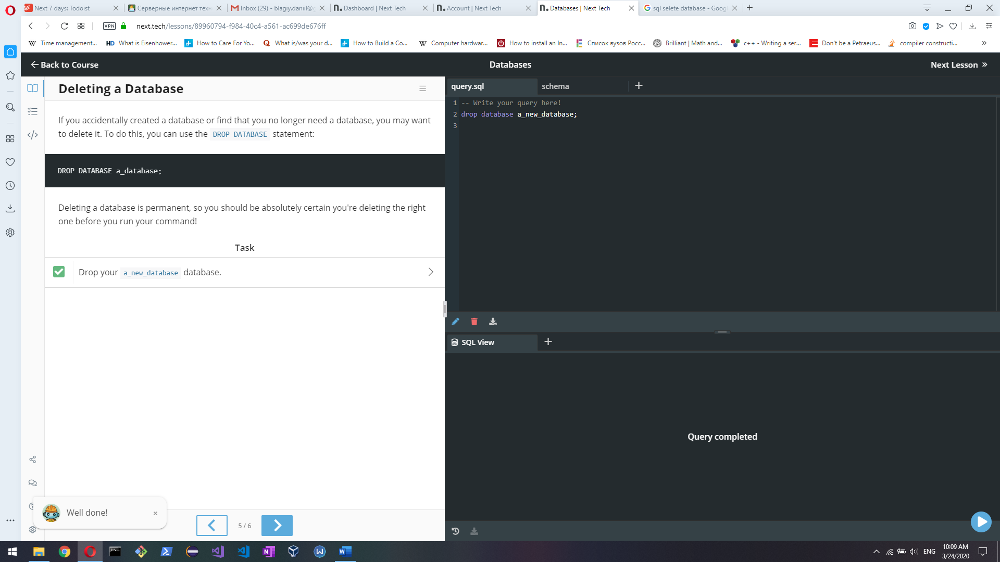 Next 7 days: Todoist
Серверные интернет техн
Inbox (29) - blagiy.daniil@g
n. Dashboard | Next Tech
n. Account | Next Tech
n. Databases | Next Tech
sql selete database - Goog
VPN
next.tech/lessons/89960794-f984-40c4-a561-ac699de676ff
W Time management...
HD What is Eisenhower...
How to Care For Yo...
Q What is/was your d...
How to Build a Co...
W Computer hardwar...
How to install an In...
Список вузов Росс...
Brilliant | Math and...
c++ - Writing a ser...
Don't be a Petraeus...
compiler constructi...
Back to Course
Databases
Next Lesson
Deleting a Database
If you accidentally created a database or find that you no longer need a database, you may want
to delete it. To do this, you can use the DROP DATABASE statement:
DROP DATABASE a_database;
Deleting a database is permanent, so you should be absolutely certain you're deleting the right
one before you run your command!
Task
Drop your a_new_database database.
Well done!
5 / 6
query.sql
schema
1 -- Write your query here!
2 drop database a_new_database;
3
SQL View
Query completed
ENG
10:09 AM
3/24/2020